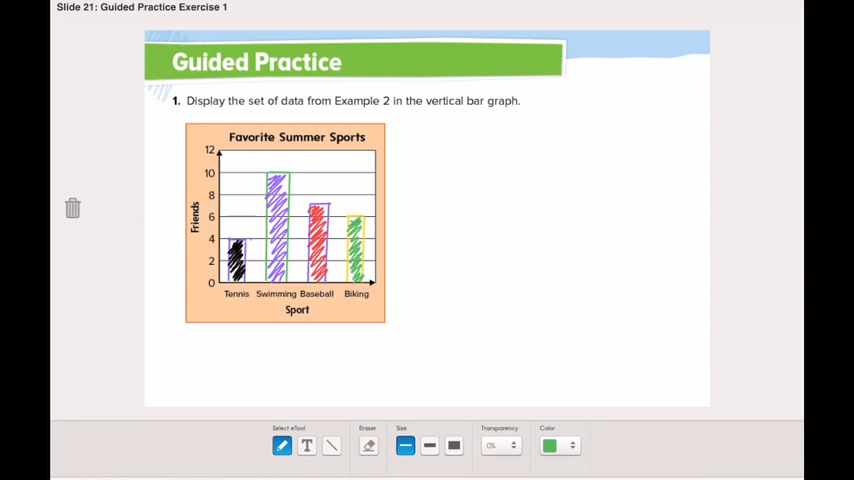 Slide 21: Guided Practice Exercise 1
Guided Practice
1. Display the set of data from Example 2 in the vertical bar graph.
Favorite Summer Sports
12
10
8
6
4
2
0
Friends
Tennis Swimming Baseball Biking
Sport
Select eTool Eraser Size Transparency Color
T 0%